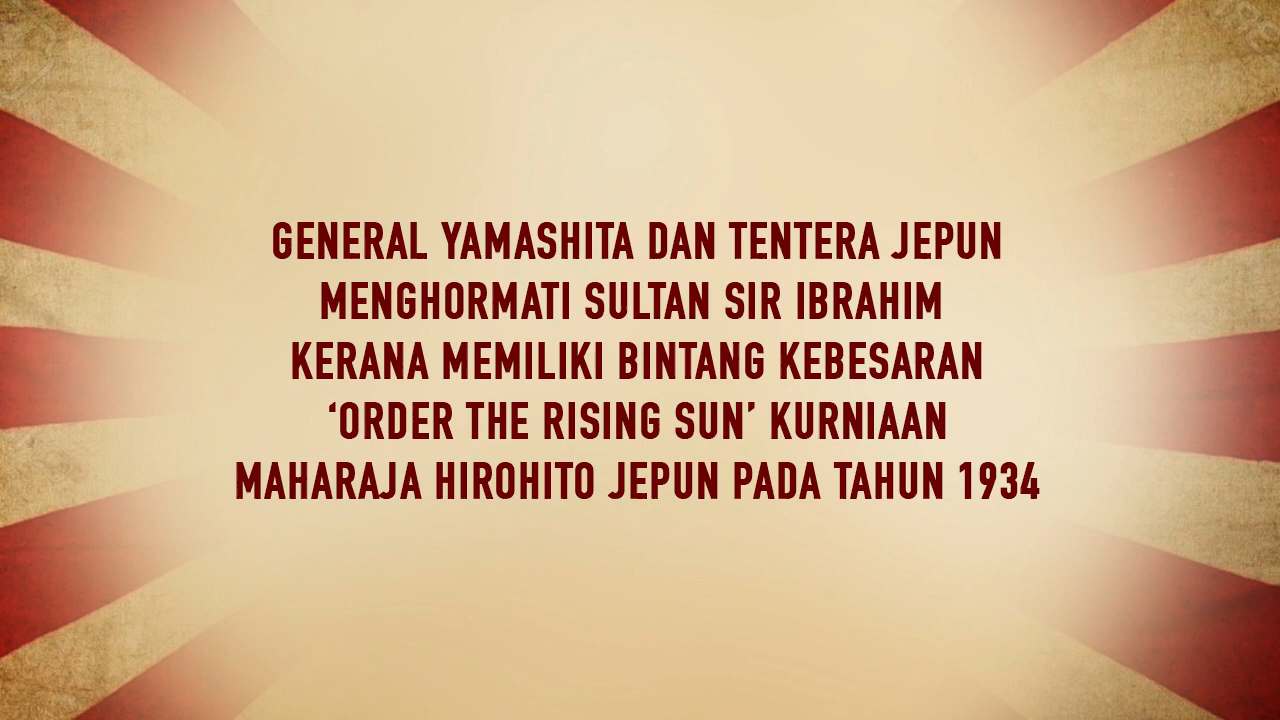 GENERAL YAMASHITA DAN TENTERA JEPUN
MENGHORMATI SULTAN SIR IBRAHIM
KERANA MEMILIKI BINTANG KEBESARAN
‘ORDER THE RISING SUN’ KURNIAAN
MAHARAJA HIROHITO JEPUN PADA TAHUN 1934